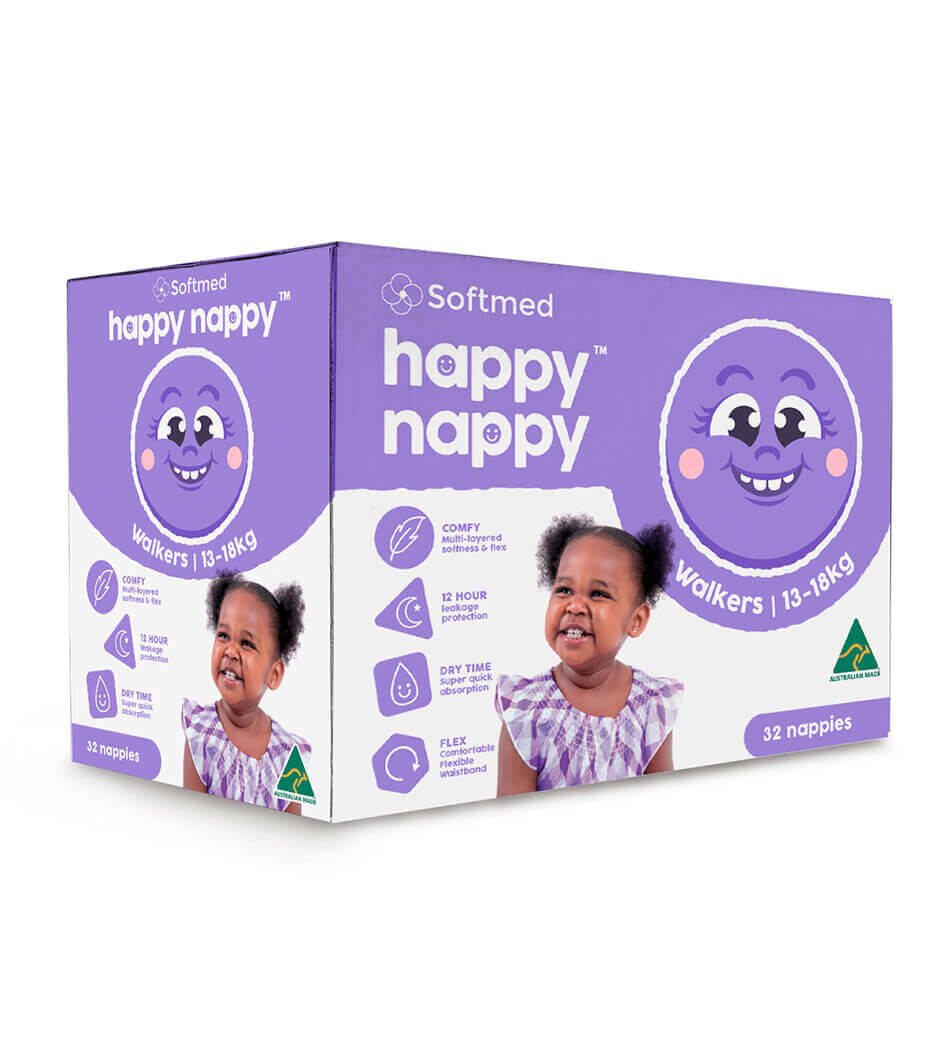 Softmed
happy nappy™
Walkers | 13-18kg
COMFY
Multi-layered
softness & flex
12 HOUR
leakage
protection
DRY TIME
Super quick
absorption
32 nappies
AUSTRALIAN MADE
Softmed
happy™
nappy
Walkers | 13-18kg
COMFY
Multi-layered
softness & flex
12 HOUR
leakage
protection
DRY TIME
Super quick
absorption
FLEX
Comfortable
Flexible
Waistband
AUSTRALIAN MADE
32 nappies